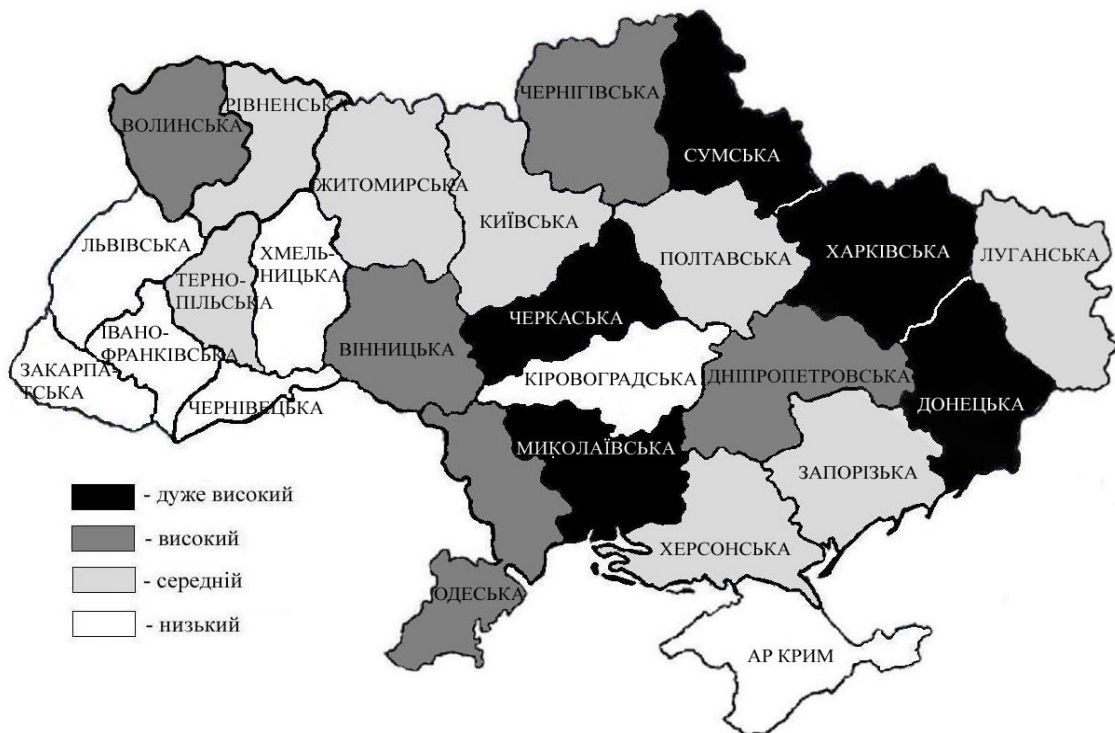 ЧЕРНІГІВСЬКА
РІВНЕНСЬКА
ВОЛИНСЬКА
СУМСЬКА
ЖИТОМИРСЬКА
КИЇВСЬКА
ЛЬВІВСЬКА
ХМЕЛЬ-
НИЦЬКА
ПОЛТАВСЬКА
ХАРКІВСЬКА
ЛУГАНСЬКА
ТЕРНО-
ПІЛЬСЬКА
ЧЕРКАСЬКА
ІВАНО-
ФРАНКІВСЬКА
ВІННИЦЬКА
ЗАКАРПА-
ТСЬКА
КІРОВОГРАДСЬКА
ДНІПРОПЕТРОВСЬКА
ЧЕРНІВЕЦЬКА
ДОНЕЦЬКА
МИКОЛАЇВСЬКА
ЗАПОРІЗЬКА
ХЕРСОНСЬКА
ОДЕСЬКА
АР КРИМ
- дуже високий
- високий
- середній
- низький